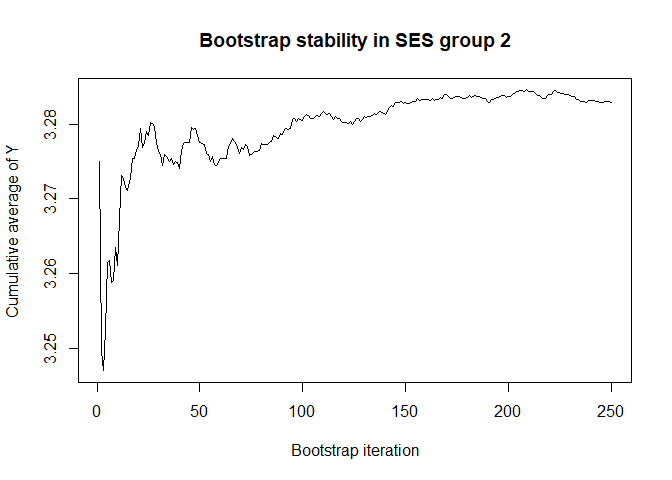 Bootstrap stability in SES group 2
Cumulative average of Y
3.28
3.27
3.26
3.25
0 50 100 150 200 250
Bootstrap iteration